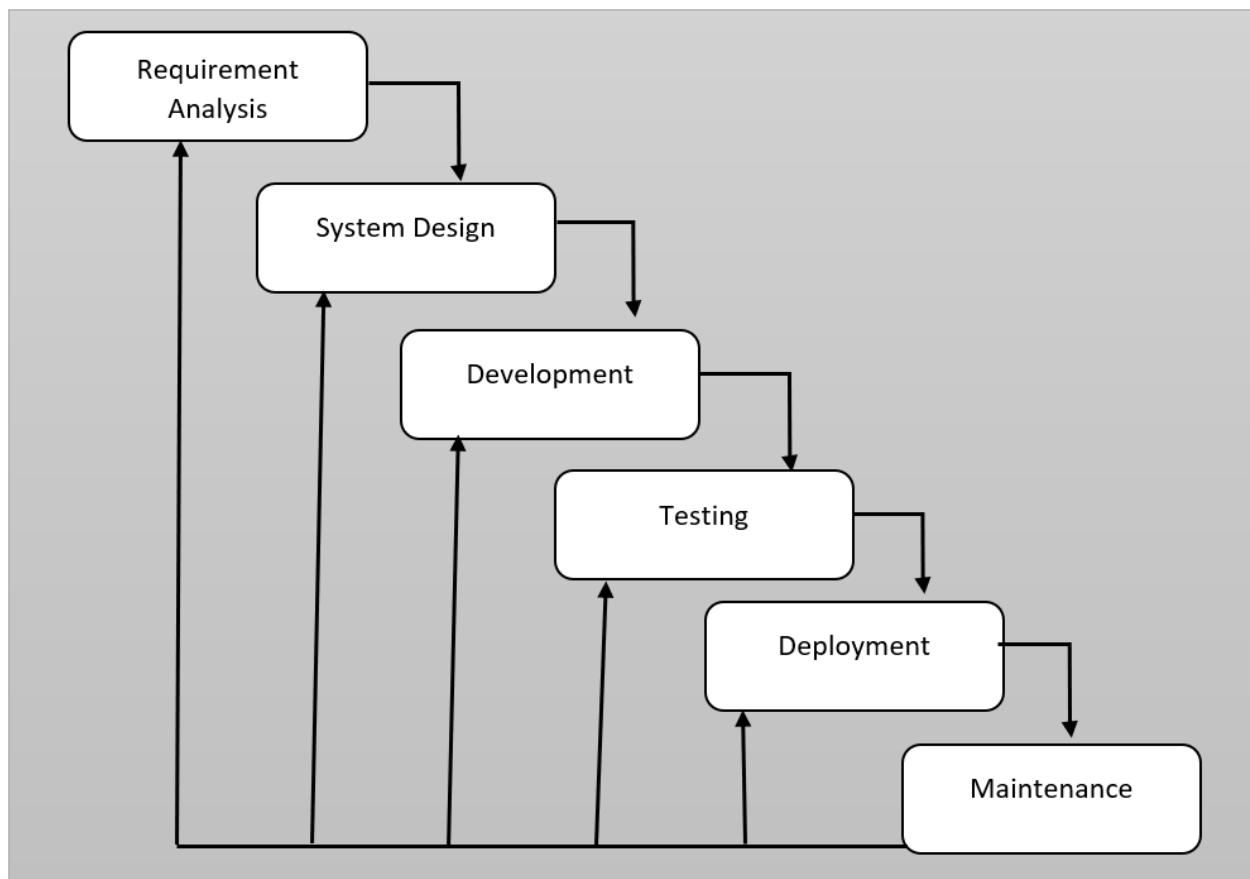 Requirement
Analysis
System Design
Development
Testing
Deployment
Maintenance